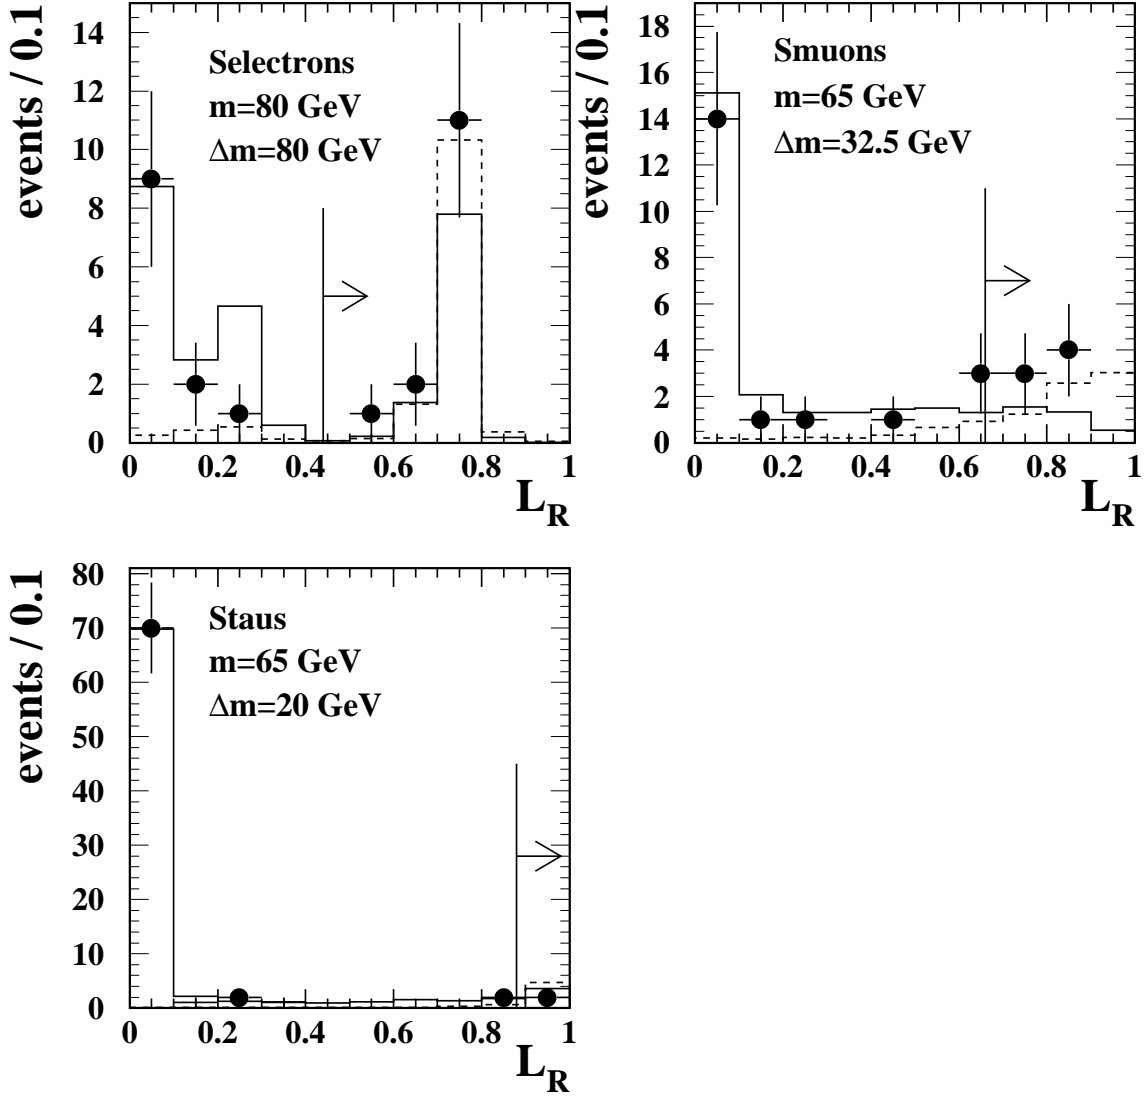 events / 0.1
14
12
10
8
6
4
2
0
Selectrons
m=80 GeV
Δm=80 GeV
0 0.2 0.4 0.6 0.8 1
L_R
events / 0.1
18
16
14
12
10
8
6
4
2
0
Smuons
m=65 GeV
Δm=32.5 GeV
0 0.2 0.4 0.6 0.8 1
L_R
events / 0.1
80
70
60
50
40
30
20
10
0
Staus
m=65 GeV
Δm=20 GeV
0 0.2 0.4 0.6 0.8 1
L_R